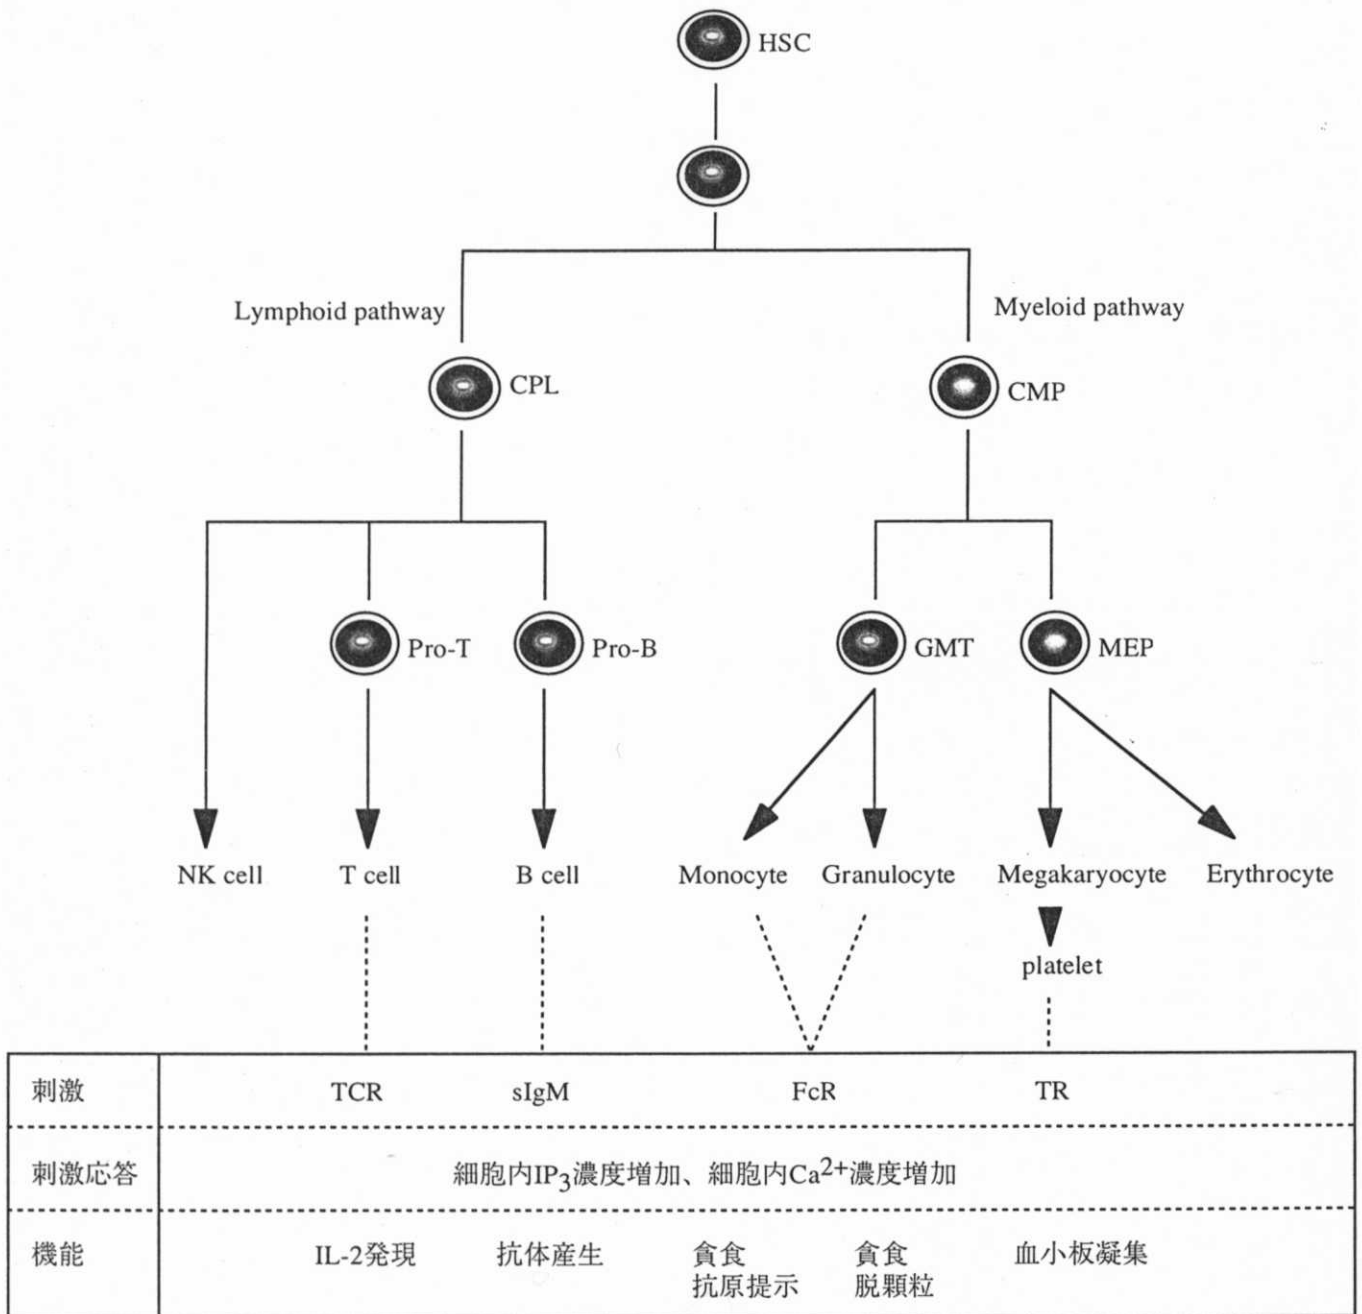 HSC
Lymphoid pathway
Myeloid pathway
CPL
CMP
Pro-T
Pro-B
GMT
MEP
NK cell
T cell
B cell
Monocyte
Granulocyte
Megakaryocyte
Erythrocyte
platelet
刺激
TCR
sIgM
FcR
TR
刺激応答
細胞内IP3濃度増加、細胞内Ca2+濃度増加
機能
IL-2発現
抗体産生
貪食
抗原提示
貪食
脱顆粒
血小板凝集